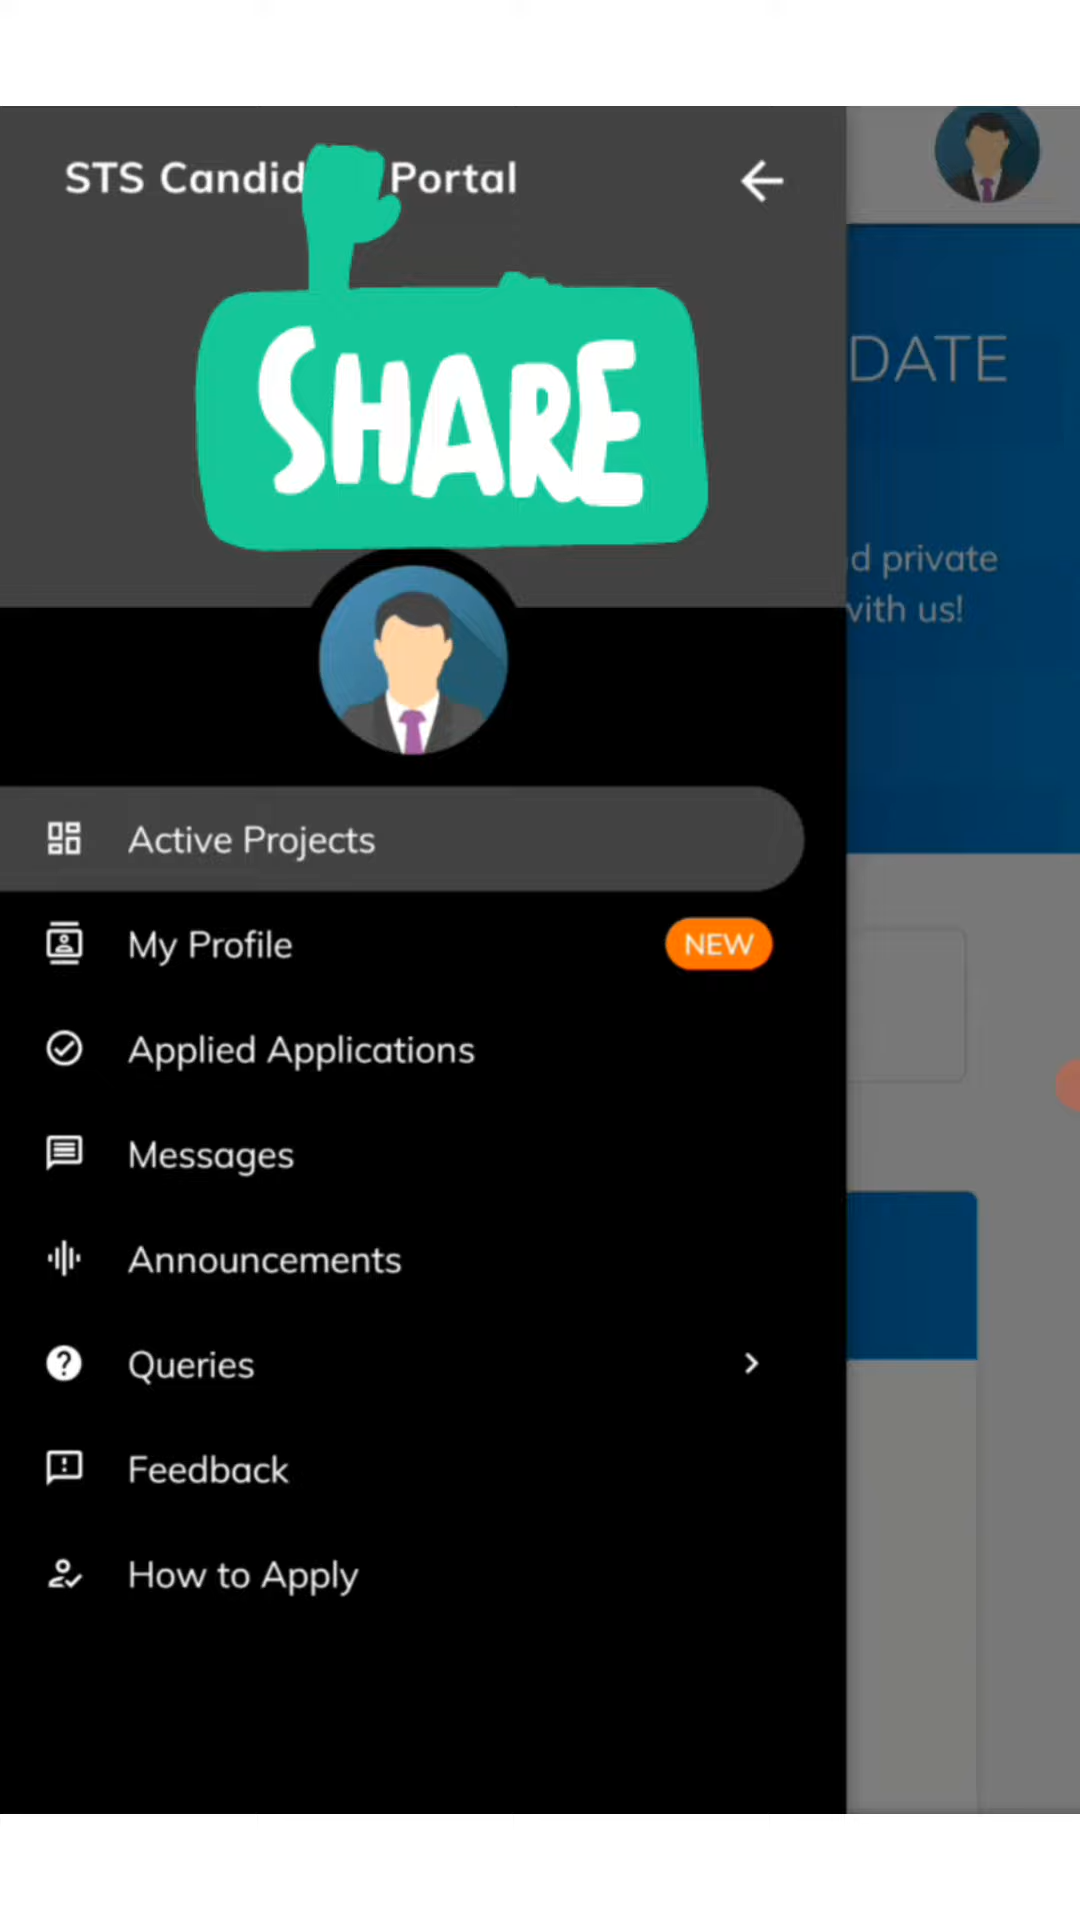 STS Candid Portal
SHARE
DATE
d private
with us!
Active Projects
My Profile
NEW
Applied Applications
Messages
Announcements
Queries
Feedback
How to Apply